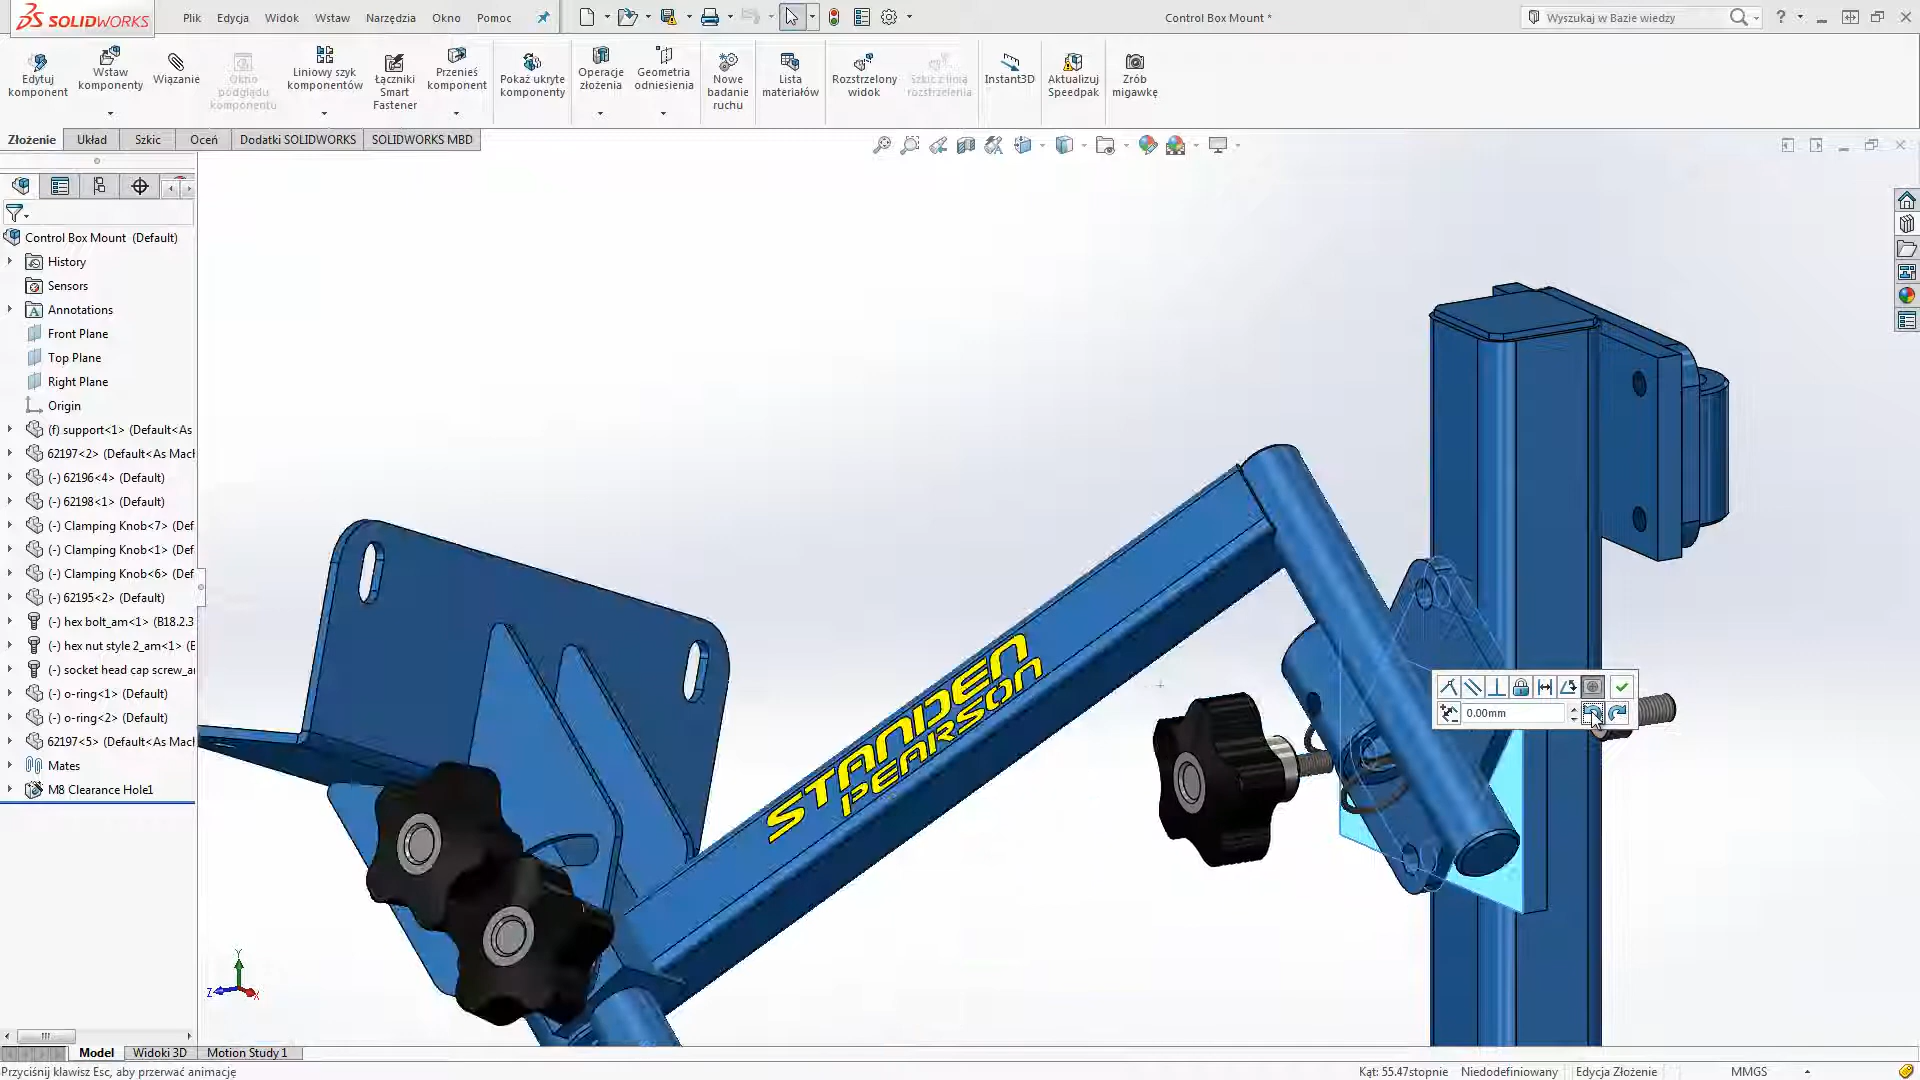 SOLIDWORKS
Plik Edycja Widok Wstaw Narzędzia Okno Pomoc
Control Box Mount *
Wyszukaj w Bazie wiedzy
Edytuj komponent
Wstaw komponenty
Wiązanie
Okno podglądu komponentu
Liniowy szyk komponentów
Łączniki Smart Fastener
Przenieś komponent
Pokaż ukryte komponenty
Operacje złożenia
Geometria odniesienia
Nowe badanie ruchu
Lista materiałów
Rozstrzelony widok
Szkic z linią rozstrzelenia
Instant3D
Aktualizuj Speedpak
Zrób migawkę
Złożenie Układ Szkic Oceń Dodatki SOLIDWORKS SOLIDWORKS MBD
Control Box Mount (Default)
History
Sensors
A Annotations
Front Plane
Top Plane
Right Plane
Origin
(f) support<1> (Default<As
62197<2> (Default<As Mach
(-) 62196<4> (Default)
(-) 62198<1> (Default)
(-) Clamping Knob<7> (Def
(-) Clamping Knob<1> (Def
(-) Clamping Knob<6> (Def
(-) 62195<2> (Default)
(-) hex bolt_am<1> (B18.2.3
(-) hex nut style 2_am<1> (B
(-) socket head cap screw_a
(-) o-ring<1> (Default)
(-) o-ring<2> (Default)
62197<5> (Default<As Mach
Mates
M8 Clearance Hole1
STANDEN
PEARSON
0.00mm
Y
Z X
Model Widoki 3D Motion Study 1
Przyciśnij klawisz Esc, aby przerwać animację
Kąt: 55.47stopnie Niedodefiniowany Edycja Złożenie MMGS